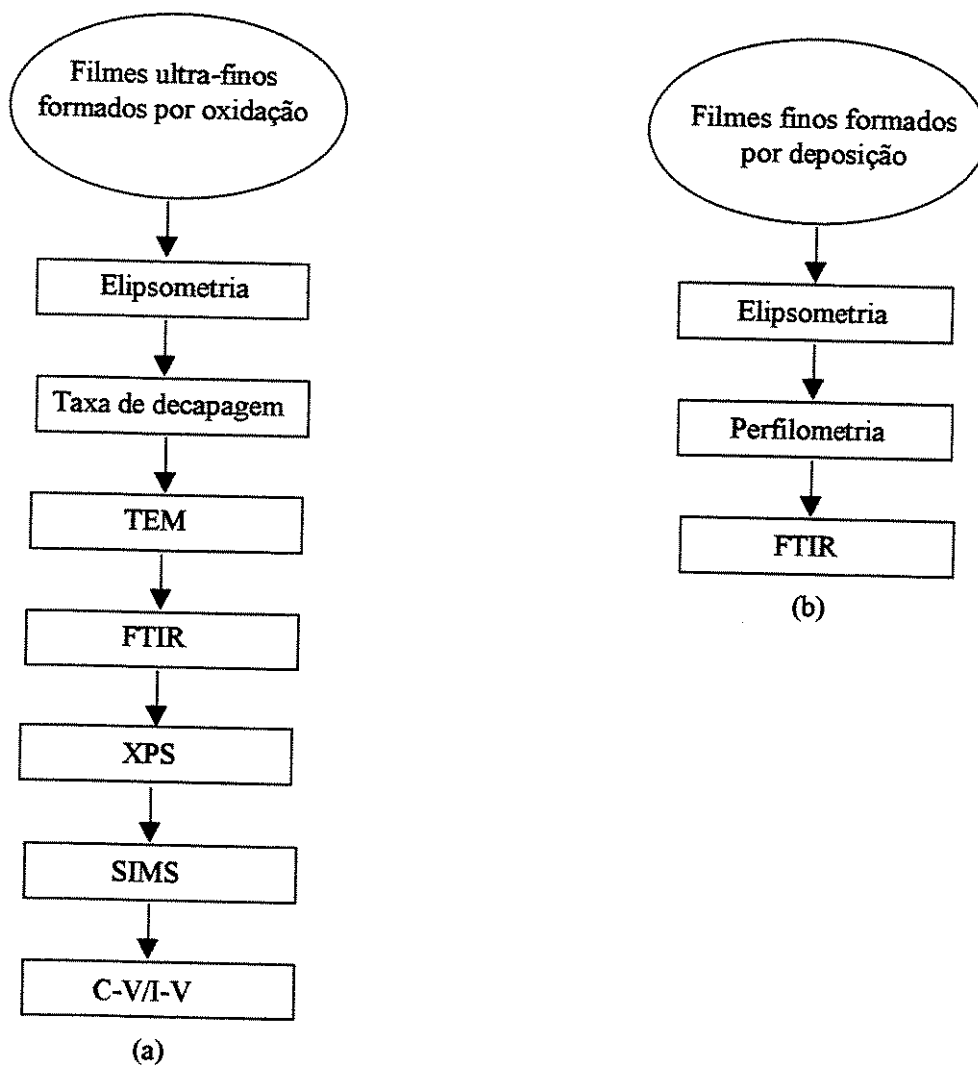 Filmes ultra-finos
formados por oxidação
Elipsometria
Taxa de decapagem
TEM
FTIR
XPS
SIMS
C-V/I-V
(a)
Filmes finos formados
por deposição
Elipsometria
Perfilometria
FTIR
(b)